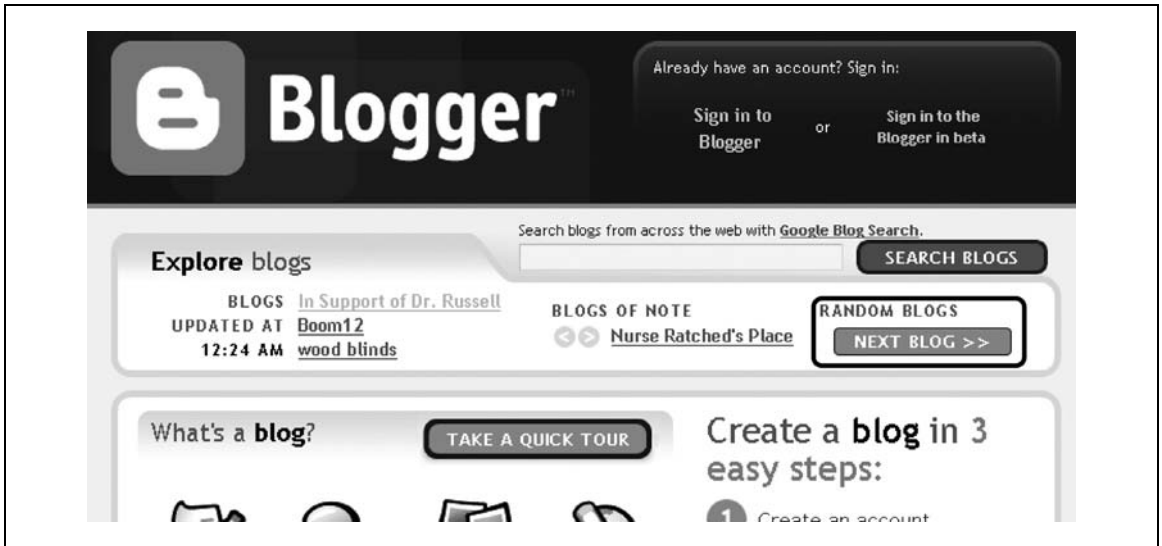 Blogger™
Already have an account? Sign in:
Sign in to
Blogger
or
Sign in to the
Blogger in beta
Search blogs from across the web with Google Blog Search.
Explore blogs
SEARCH BLOGS
BLOGS
UPDATED AT
12:24 AM
In Support of Dr. Russell
Boom12
wood blinds
BLOGS OF NOTE
Nurse Ratched's Place
RANDOM BLOGS
NEXT BLOG >>
What's a blog?
TAKE A QUICK TOUR
Create a blog in 3
easy steps:
1 Create an account